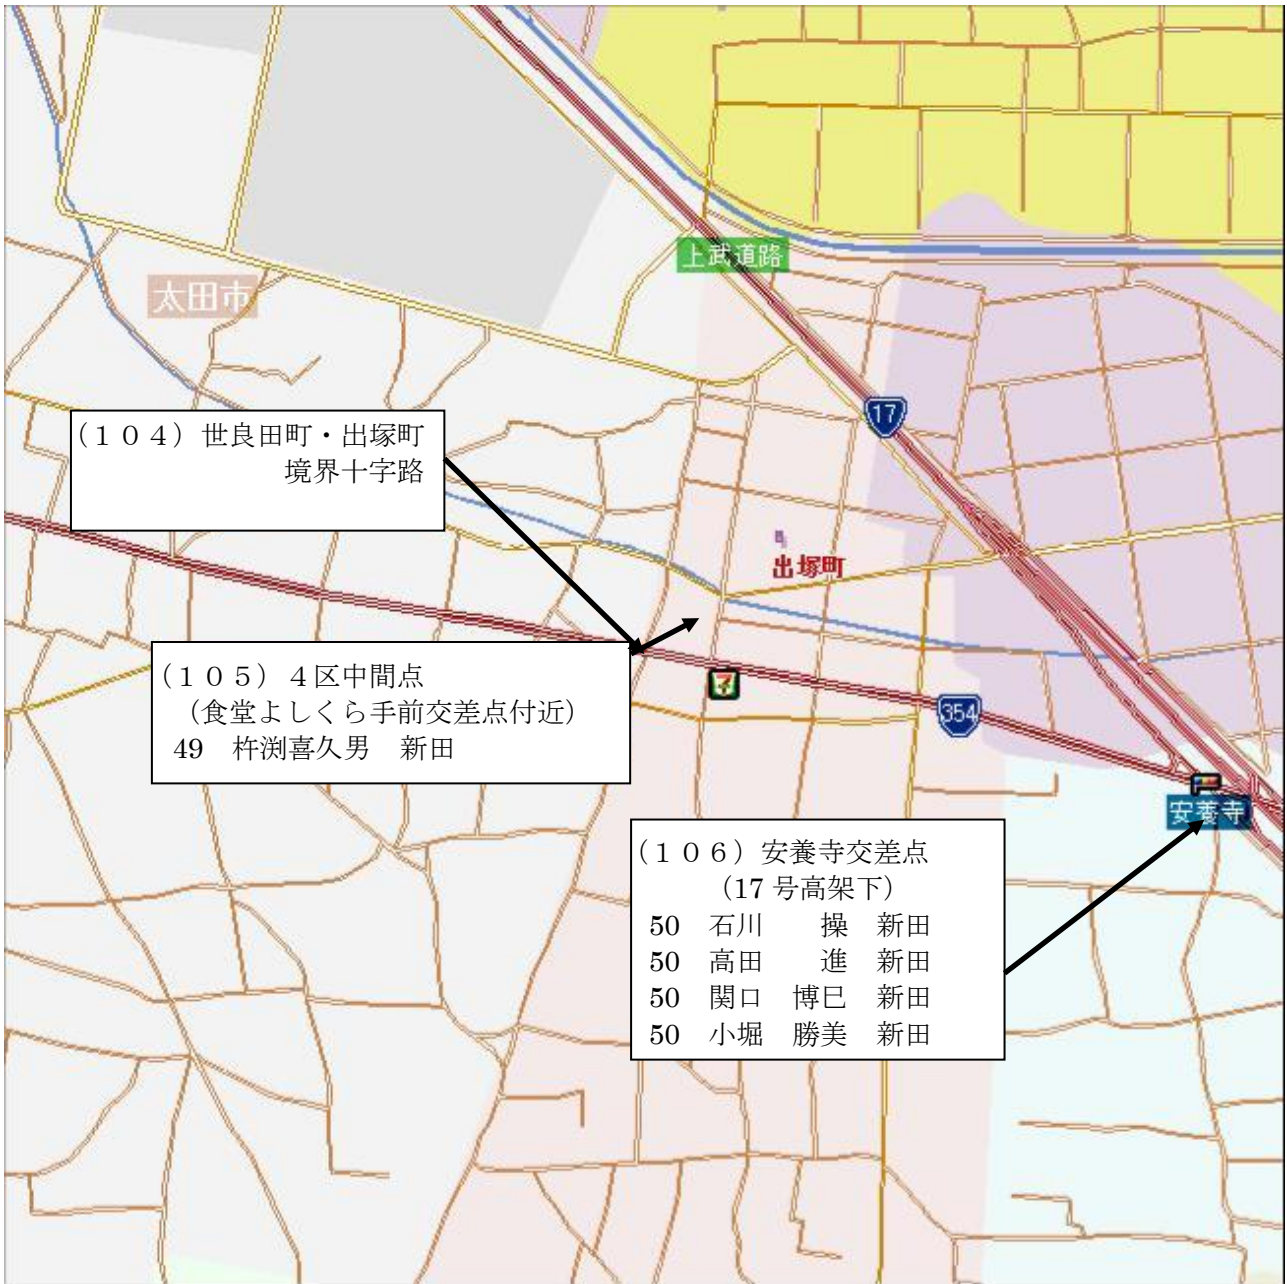 上武道路
太田市
17
(104)世良田町・出塚町
境界十字路
出塚町
(105)4区中間点
(食堂よしくら手前交差点付近)
49 杵渕喜久男 新田
7
354
安養寺
(106)安養寺交差点
(17号高架下)
50 石川 操 新田
50 高田 進 新田
50 関口 博巳 新田
50 小堀 勝美 新田